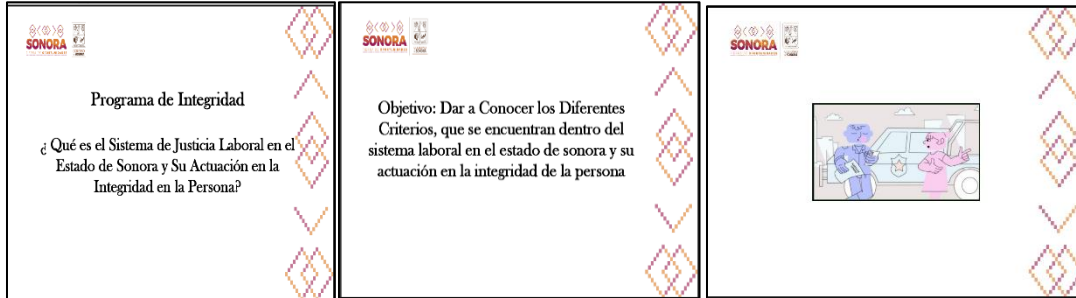 SONORA
Programa de Integridad
¿ Qué es el Sistema de Justicia Laboral en el
Estado de Sonora y Su Actuación en la
Integridad en la Persona?
SONORA
Objetivo: Dar a Conocer los Diferentes
Criterios, que se encuentran dentro del
sistema laboral en el estado de sonora y su
actuación en la integridad de la persona
SONORA